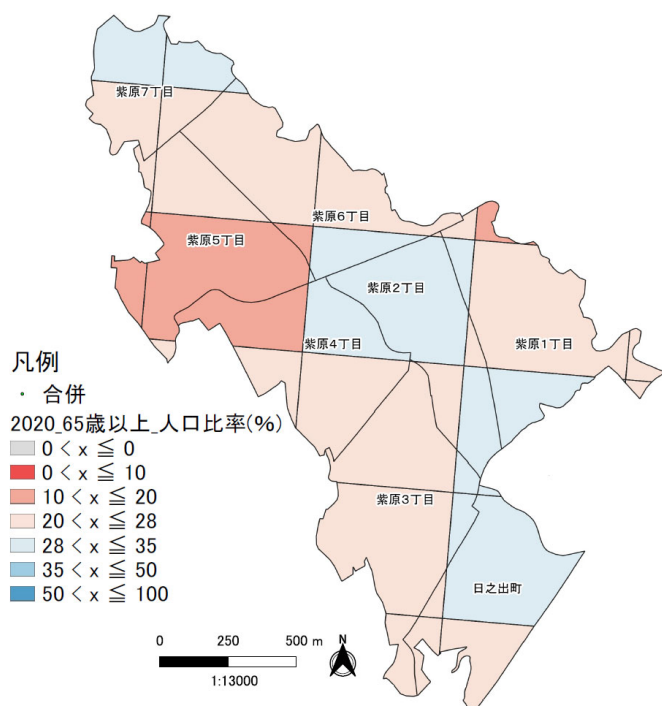 紫原7丁目
紫原6丁目
紫原5丁目
紫原2丁目
紫原4丁目
紫原1丁目
紫原3丁目
日之出町
凡例
合併
2020_65歳以上_人口比率(%)
0 < x ≦ 0
0 < x ≦ 10
10 < x ≦ 20
20 < x ≦ 28
28 < x ≦ 35
35 < x ≦ 50
50 < x ≦ 100
0 250 500 m
1:13000
N